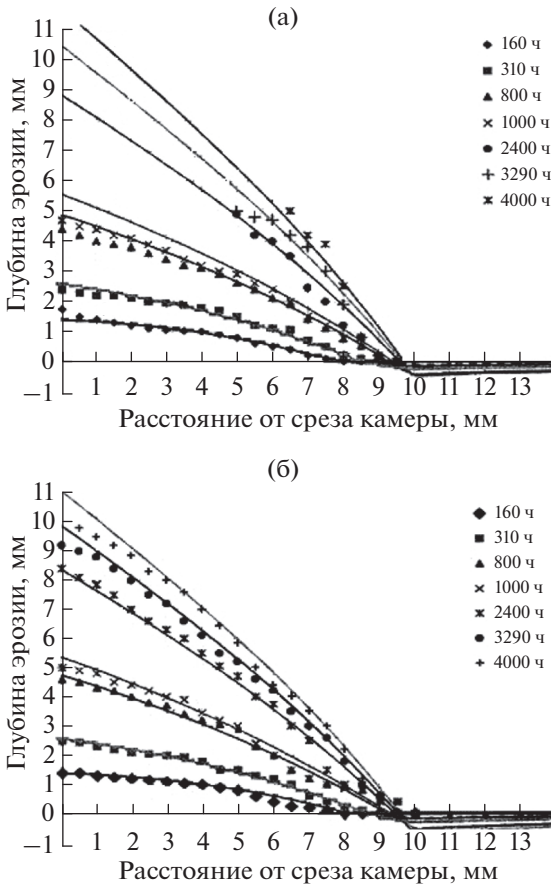 (а)
11
10
9
8
7
6
5
4
3
2
1
0
−1
Глубина эрозии, мм
160 ч
310 ч
800 ч
1000 ч
2400 ч
3290 ч
4000 ч
1 2 3 4 5 6 7 8 9 10 11 12 13
Расстояние от среза камеры, мм
(б)
11
10
9
8
7
6
5
4
3
2
1
0
−1
Глубина эрозии, мм
160 ч
310 ч
800 ч
1000 ч
2400 ч
3290 ч
4000 ч
1 2 3 4 5 6 7 8 9 10 11 12 13
Расстояние от среза камеры, мм